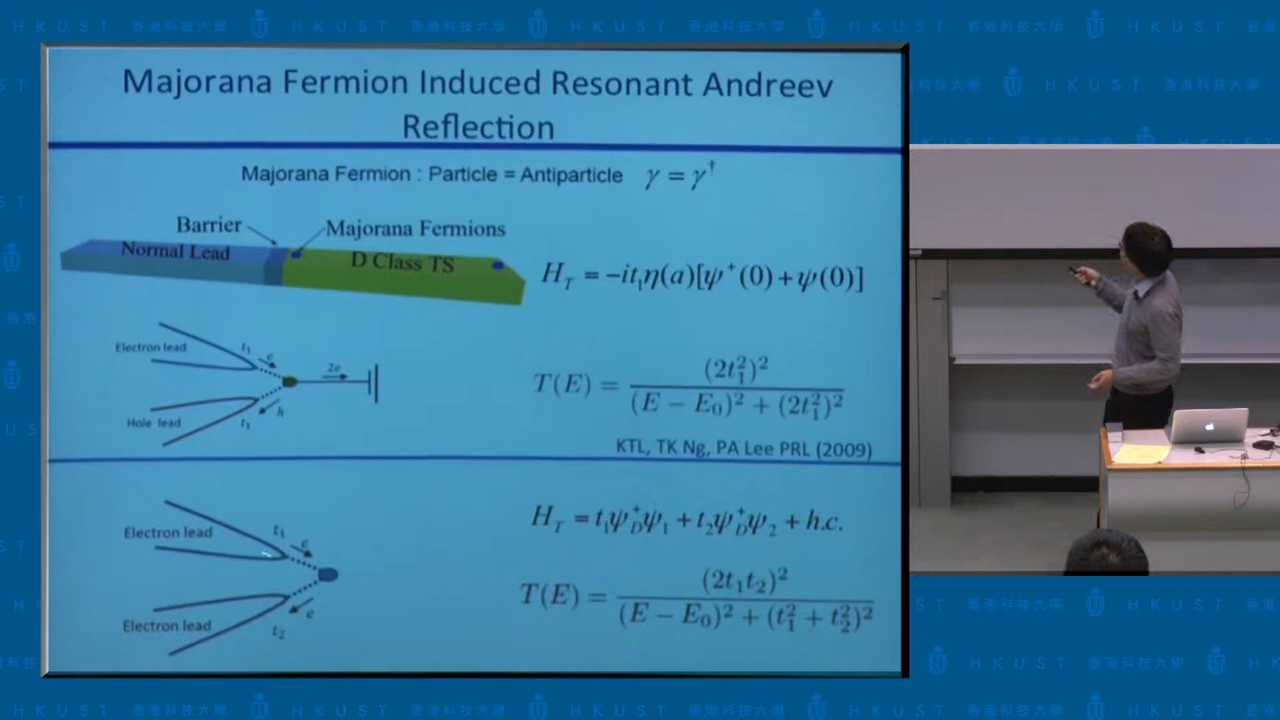 Majorana Fermion Induced Resonant Andreev
Reflection
Majorana Fermion : Particle = Antiparticle γ = γ†
Barrier
Majorana Fermions
Normal Lead
D Class TS
H_T = −it₁η(a)[ψ⁺(0) + ψ(0)]
Electron lead
t₁
e
2e
Hole lead
t₁
h
T(E) = (2t₁²)² / ((E − E₀)² + (2t₁²)²)
KTL, TK Ng, PA Lee PRL (2009)
Electron lead
t₁
e
Electron lead
t₂
e
H_T = t₁ψ_D⁺ψ₁ + t₂ψ_D⁺ψ₂ + h.c.
T(E) = (2t₁t₂)² / ((E − E₀)² + (t₁² + t₂²)²)
HKUST 香港科技大學